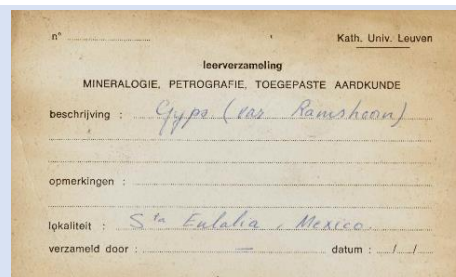 n° Kath. Univ. Leuven
leerverzameling
MINERALOGIE, PETROGRAFIE, TOEGEPASTE AARDKUNDE
beschrijving : Gyps (var Ramshoon)
opmerkingen :
lokaliteit : Sta Eulalia, Mexico.
verzameld door : — datum : / /